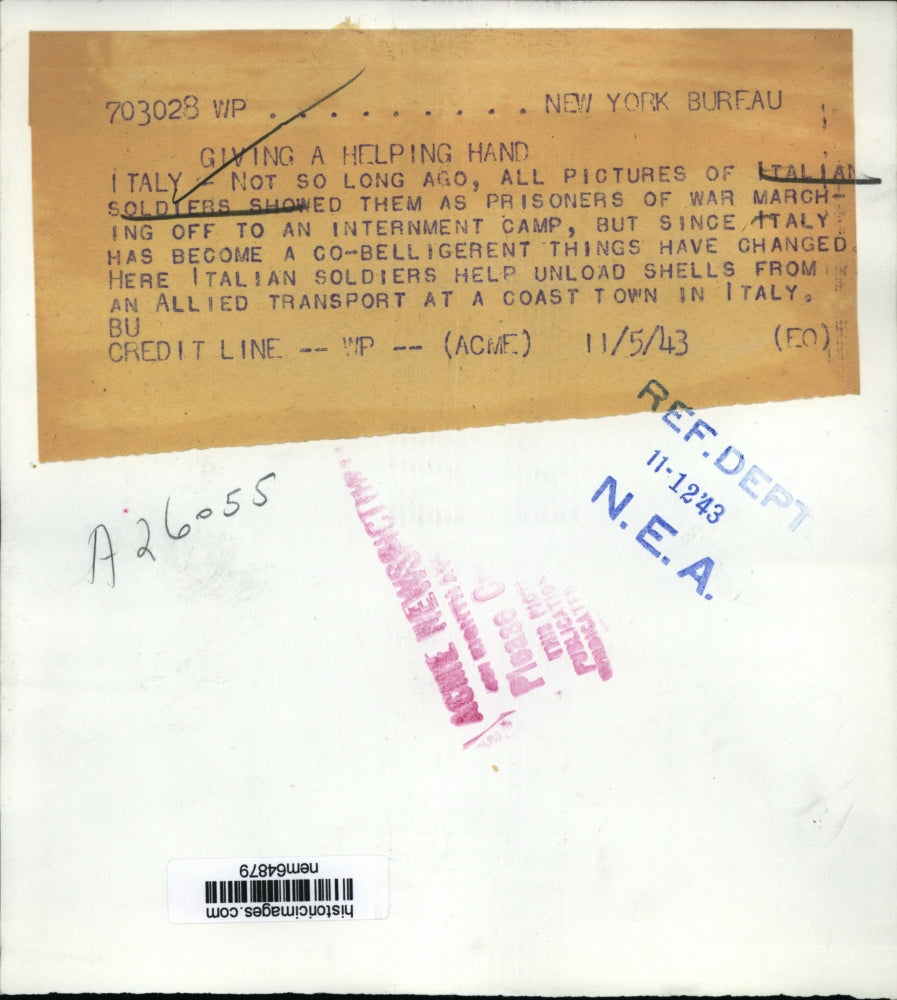 703028 WP . . . . . . . . . . NEW YORK BUREAU
GIVING A HELPING HAND
ITALY - NOT SO LONG AGO, ALL PICTURES OF ITALIAN
SOLDIERS SHOWED THEM AS PRISONERS OF WAR MARCH-
ING OFF TO AN INTERNMENT CAMP, BUT SINCE ITALY
HAS BECOME A CO-BELLIGERENT THINGS HAVE CHANGED.
HERE ITALIAN SOLDIERS HELP UNLOAD SHELLS FROM
AN ALLIED TRANSPORT AT A COAST TOWN IN ITALY.
BU
CREDIT LINE -- WP -- (ACME) 11/5/43 (EO)
REF. DEPT
11-12'43
N. E. A.
A26055
ACME NEWSPICTURES
Please
THIS
historicimages.com
nem64879